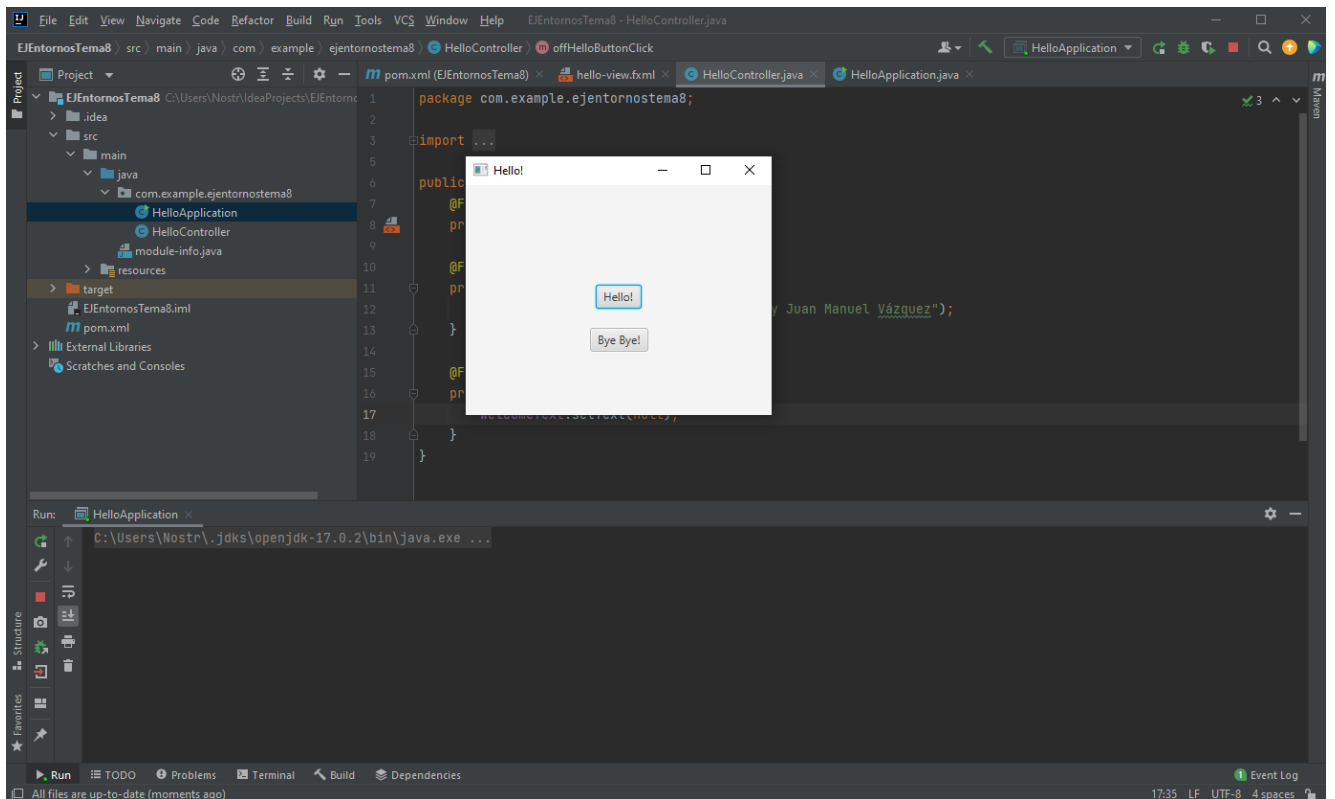 File Edit View Navigate Code Refactor Build Run Tools VCS Window Help EJEntornosTema8 - HelloController.java
EJEntornosTema8 src main java com example ejentornostema8 HelloController offHelloButtonClick HelloApplication
Project
Project
pom.xml (EJEntornosTema8) hello-view.fxml HelloController.java HelloApplication.java
Maven
EJEntornosTema8 C:\Users\Nostr\IdeaProjects\EJEntorno
.idea
src
main
java
com.example.ejentornostema8
HelloApplication
HelloController
module-info.java
resources
target
EJEntornosTema8.iml
pom.xml
External Libraries
Scratches and Consoles
1 package com.example.ejentornostema8;
2
3 import ...
5
6 public
7 @F
8 pr
9
10 @F
11 pr
12 y Juan Manuel Vázquez");
13 }
14
15 @F
16 pr
17 welcomeText.setText(null);
18 }
19 }
3
Hello!
Hello!
Bye Bye!
Run: HelloApplication
C:\Users\Nostr\.jdks\openjdk-17.0.2\bin\java.exe ...
Structure
Favorites
Run TODO Problems Terminal Build Dependencies 1 Event Log
All files are up-to-date (moments ago) 17:35 LF UTF-8 4 spaces